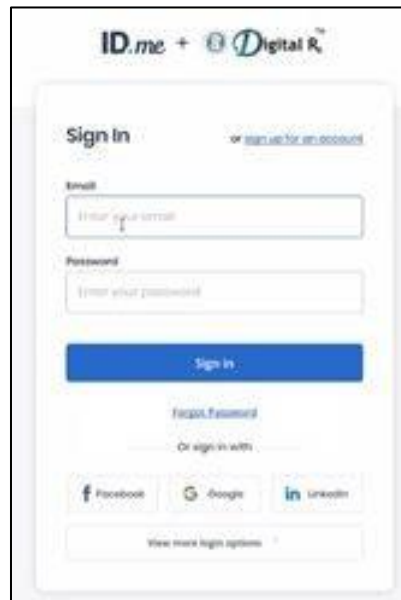 ID.me + Digital Rx™
Sign In or sign up for an account
Email
Enter your email
Password
Enter your password
Sign in
Forgot Password
Or sign in with
Facebook Google LinkedIn
View more login options